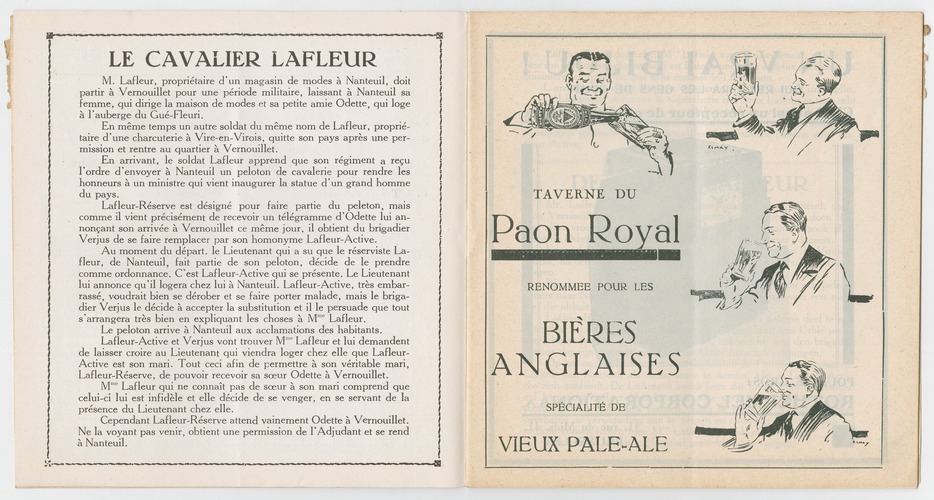 LE CAVALIER LAFLEUR
M. Lafleur, propriétaire d'un magasin de modes à Nanteuil, doit
partir à Vernouillet pour une période militaire, laissant à Nanteuil sa
femme, qui dirige la maison de modes et sa petite amie Odette, qui loge
à l'auberge du Gué-Fleuri.
En même temps un autre soldat du même nom de Lafleur, proprié-
taire d'une charcuterie à Vire-en-Virois, quitte son pays après une per-
mission et rentre au quartier à Vernouillet.
En arrivant, le soldat Lafleur apprend que son régiment a reçu
l'ordre d'envoyer à Nanteuil un peloton de cavalerie pour rendre les
honneurs à un ministre qui vient inaugurer la statue d'un grand homme
du pays.
Lafleur-Réserve est désigné pour faire partie du peleton, mais
comme il vient précisément de recevoir un télégramme d'Odette lui an-
nonçant son arrivée à Vernouillet ce même jour, il obtient du brigadier
Verjus de se faire remplacer par son homonyme Lafleur-Active.
Au moment du départ. le Lieutenant qui a su que le réserviste La-
fleur, de Nanteuil, fait partie de son peloton, décide de le prendre
comme ordonnance. C'est Lafleur-Active qui se présente. Le Lieutenant
lui annonce qu'il logera chez lui à Nanteuil. Lafleur-Active, très embar-
rassé, voudrait bien se dérober et se faire porter malade, mais le briga-
dier Verjus le décide à accepter la substitution et il le persuade que tout
s'arrangera très bien en expliquant les choses à Mme Lafleur.
Le peloton arrive à Nanteuil aux acclamations des habitants.
Lafleur-Active et Verjus vont trouver Mme Lafleur et lui demandent
de laisser croire au Lieutenant qui viendra loger chez elle que Lafleur-
Active est son mari. Tout ceci afin de permettre à son véritable mari,
Lafleur-Réserve, de pouvoir recevoir sa sœur Odette à Vernouillet.
Mme Lafleur qui ne connaît pas de sœur à son mari comprend que
celui-ci lui est infidèle et elle décide de se venger, en se servant de la
présence du Lieutenant chez elle.
Cependant Lafleur-Réserve attend vainement Odette à Vernouillet.
Ne la voyant pas venir, obtient une permission de l'Adjudant et se rend
à Nanteuil.
TAVERNE DU
Paon Royal
RENOMMEE POUR LES
BIÈRES
ANGLAISES
SPÉCIALITÉ DE
VIEUX PALE-ALE